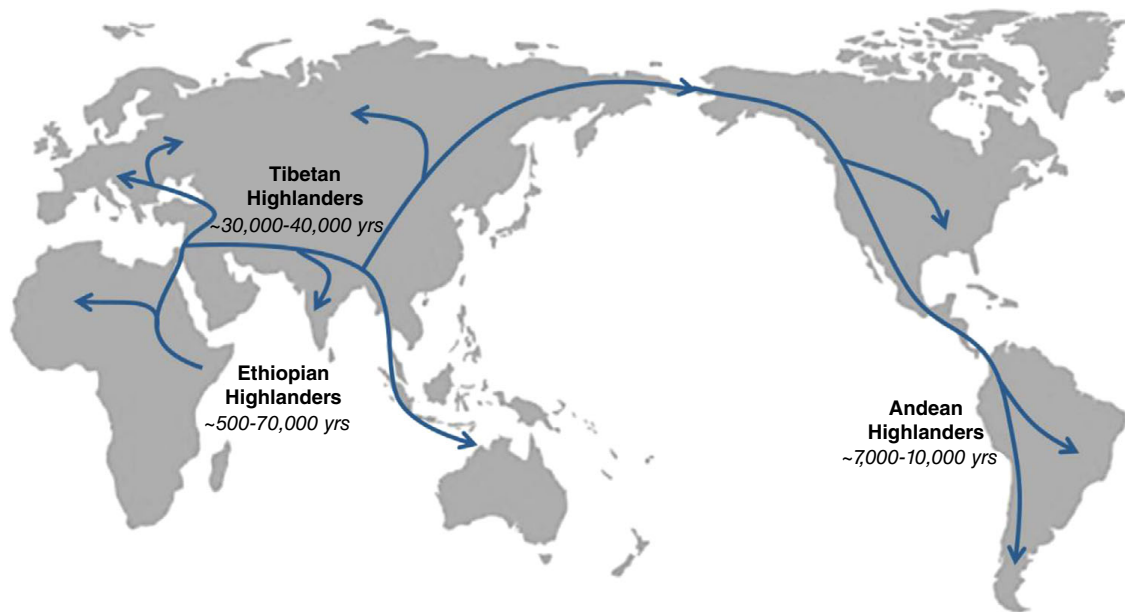 Tibetan
Highlanders
~30,000-40,000 yrs
Ethiopian
Highlanders
~500-70,000 yrs
Andean
Highlanders
~7,000-10,000 yrs